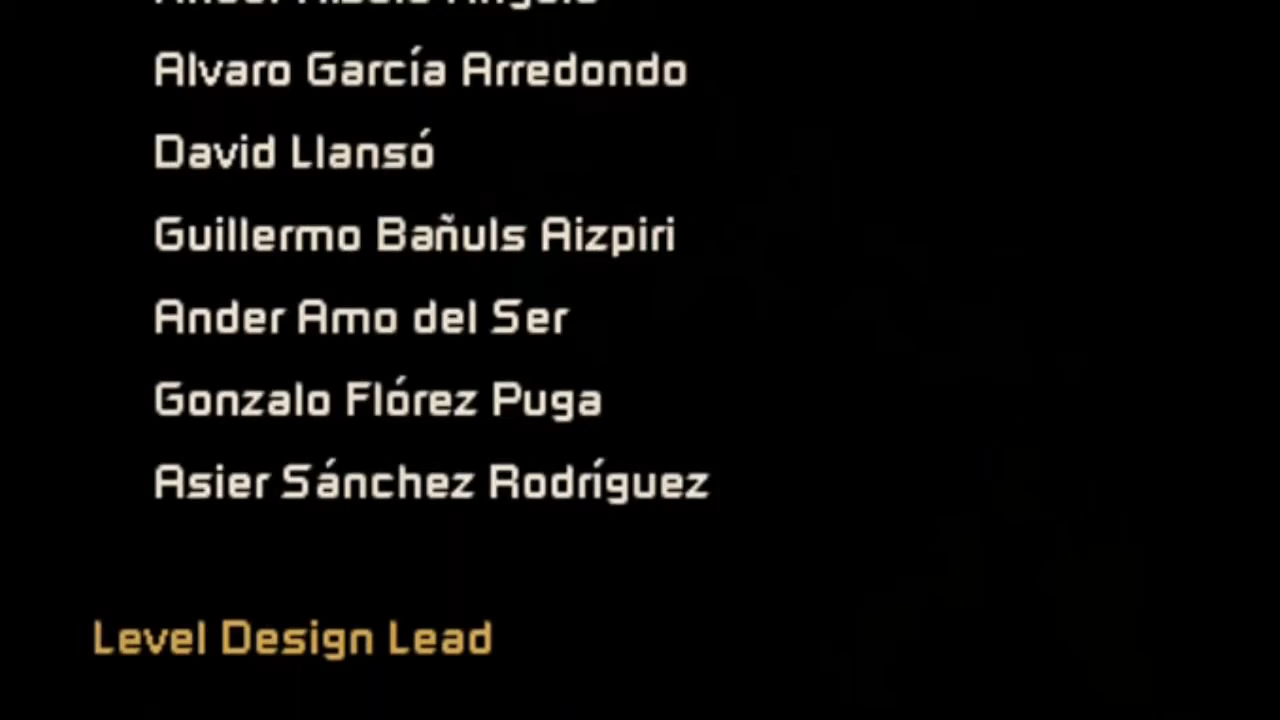 Alvaro García Arredondo
David Llansó
Guillermo Bañuls Aizpiri
Ander Amo del Ser
Gonzalo Flórez Puga
Asier Sánchez Rodríguez
Level Design Lead